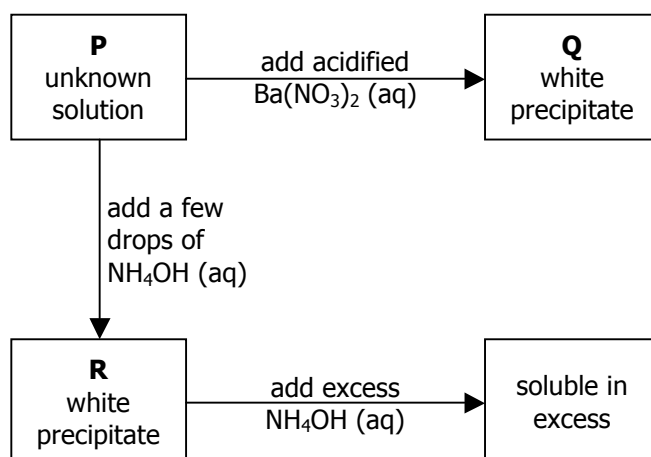 P
unknown
solution
add acidified
Ba(NO₃)₂ (aq)
Q
white
precipitate
add a few
drops of
NH₄OH (aq)
R
white
precipitate
add excess
NH₄OH (aq)
soluble in
excess